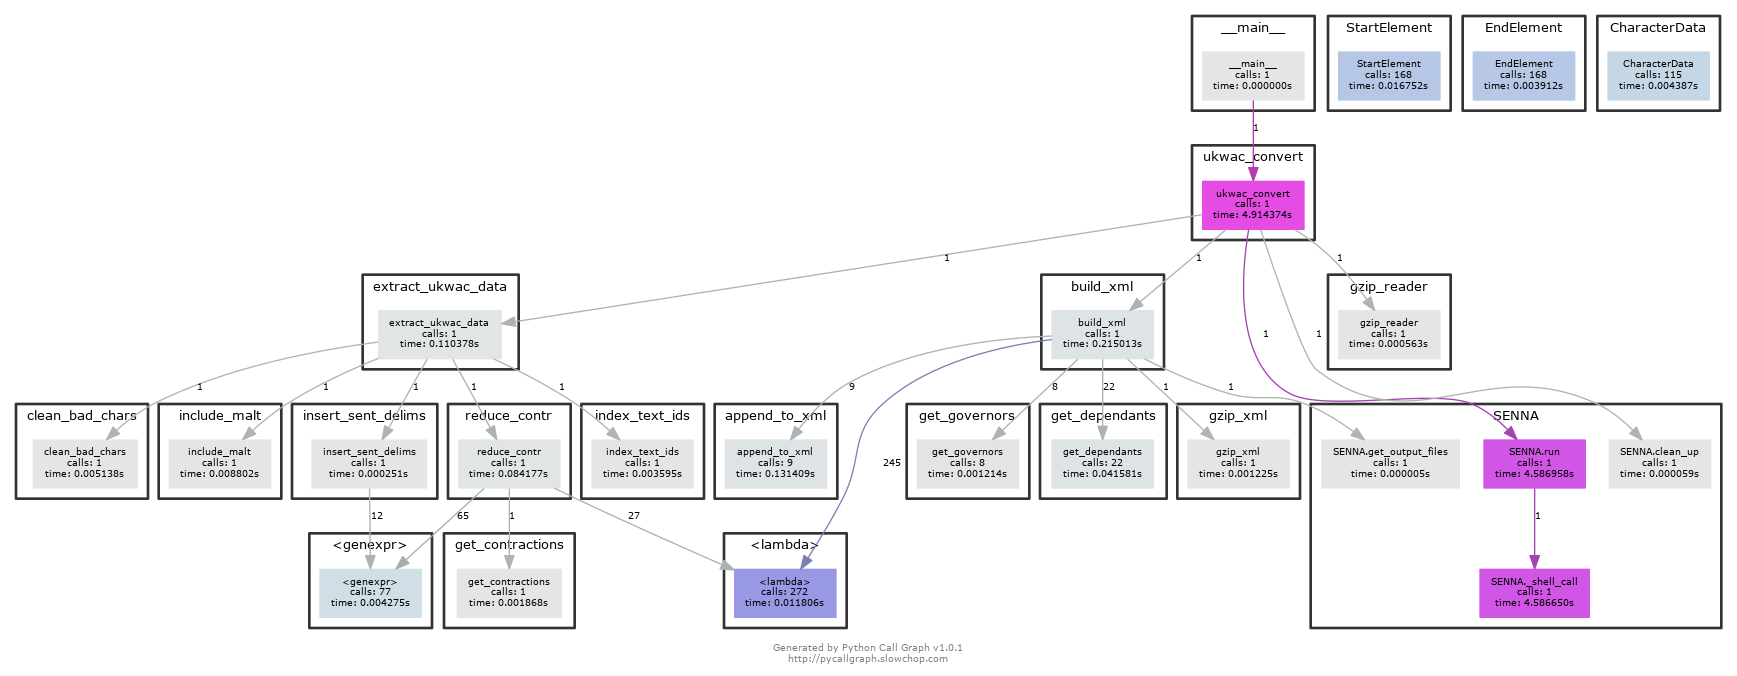 __main__
__main__
calls: 1
time: 0.000000s
StartElement
StartElement
calls: 168
time: 0.016752s
EndElement
EndElement
calls: 168
time: 0.003912s
CharacterData
CharacterData
calls: 115
time: 0.004387s
1
ukwac_convert
ukwac_convert
calls: 1
time: 4.914374s
1
1
1
1
1
extract_ukwac_data
extract_ukwac_data
calls: 1
time: 0.110378s
build_xml
build_xml
calls: 1
time: 0.215013s
gzip_reader
gzip_reader
calls: 1
time: 0.000563s
1
1
1
1
1
9
245
8
22
1
1
clean_bad_chars
clean_bad_chars
calls: 1
time: 0.005138s
include_malt
include_malt
calls: 1
time: 0.008802s
insert_sent_delims
insert_sent_delims
calls: 1
time: 0.000251s
reduce_contr
reduce_contr
calls: 1
time: 0.084177s
index_text_ids
index_text_ids
calls: 1
time: 0.003595s
append_to_xml
append_to_xml
calls: 9
time: 0.131409s
get_governors
get_governors
calls: 8
time: 0.001214s
get_dependants
get_dependants
calls: 22
time: 0.041581s
gzip_xml
gzip_xml
calls: 1
time: 0.001225s
SENNA
SENNA.get_output_files
calls: 1
time: 0.000005s
SENNA.run
calls: 1
time: 4.586958s
SENNA.clean_up
calls: 1
time: 0.000059s
12
65
1
27
1
<genexpr>
<genexpr>
calls: 77
time: 0.004275s
get_contractions
get_contractions
calls: 1
time: 0.001868s
<lambda>
<lambda>
calls: 272
time: 0.011806s
SENNA._shell_call
calls: 1
time: 4.586650s
Generated by Python Call Graph v1.0.1
http://pycallgraph.slowchop.com